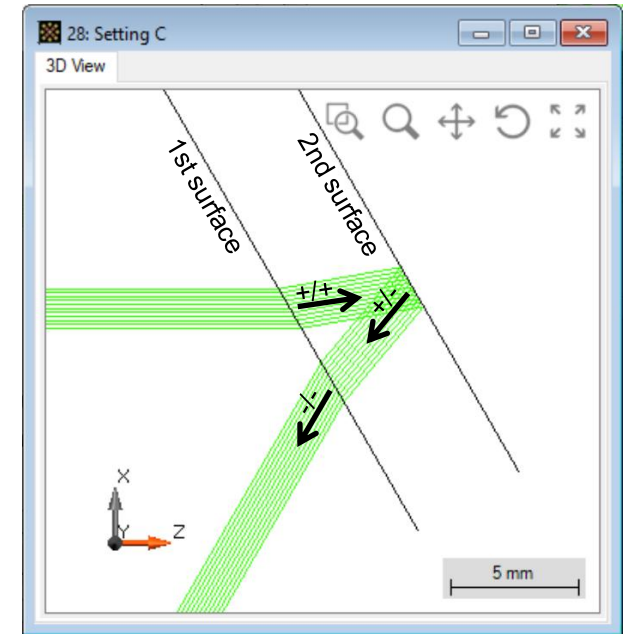 28: Setting C
3D View
1st surface
2nd surface
+/+
+/-
-/-
X
Y
Z
5 mm